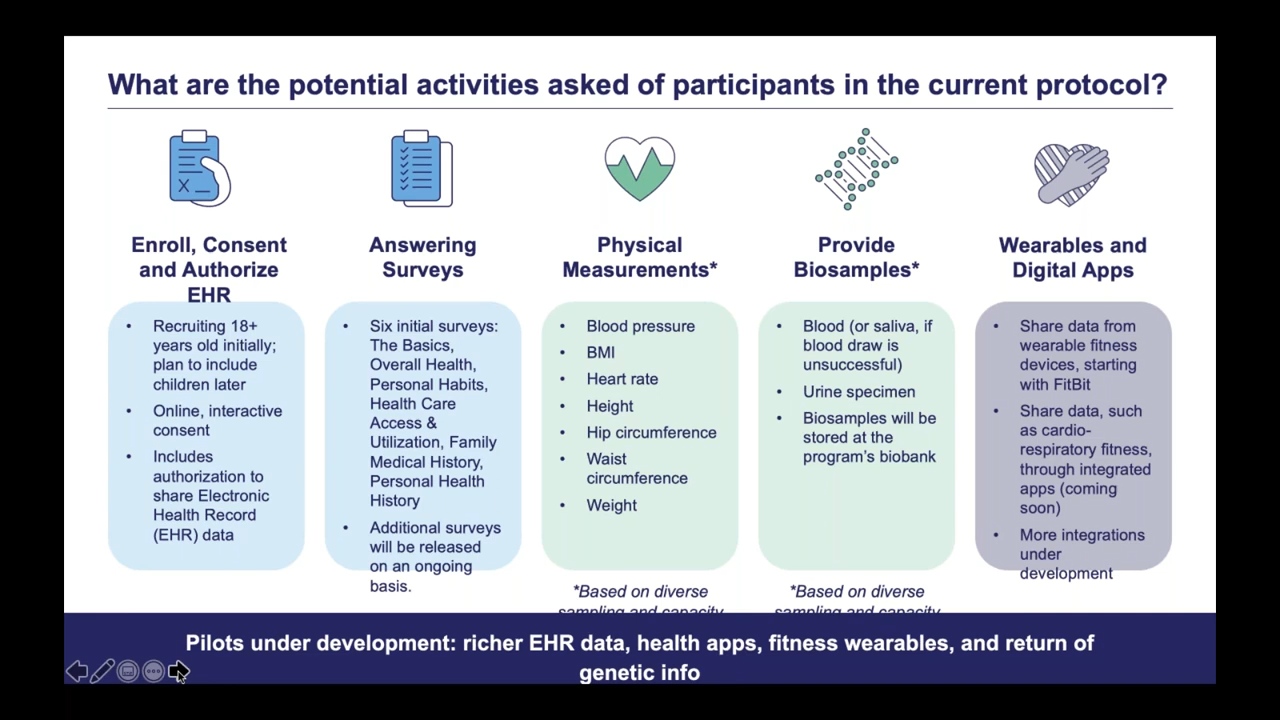 What are the potential activities asked of participants in the current protocol?
Enroll, Consent
and Authorize
EHR
• Recruiting 18+
years old initially;
plan to include
children later
• Online, interactive
consent
• Includes
authorization to
share Electronic
Health Record
(EHR) data
Answering
Surveys
• Six initial surveys:
The Basics,
Overall Health,
Personal Habits,
Health Care
Access &
Utilization, Family
Medical History,
Personal Health
History
• Additional surveys
will be released
on an ongoing
basis.
Physical
Measurements*
• Blood pressure
• BMI
• Heart rate
• Height
• Hip circumference
• Waist
circumference
• Weight
*Based on diverse
sampling and capacity
Provide
Biosamples*
• Blood (or saliva, if
blood draw is
unsuccessful)
• Urine specimen
• Biosamples will be
stored at the
program’s biobank
*Based on diverse
sampling and capacity
Wearables and
Digital Apps
• Share data from
wearable fitness
devices, starting
with FitBit
• Share data, such
as cardio-
respiratory fitness,
through integrated
apps (coming
soon)
• More integrations
under
development
Pilots under development: richer EHR data, health apps, fitness wearables, and return of
genetic info